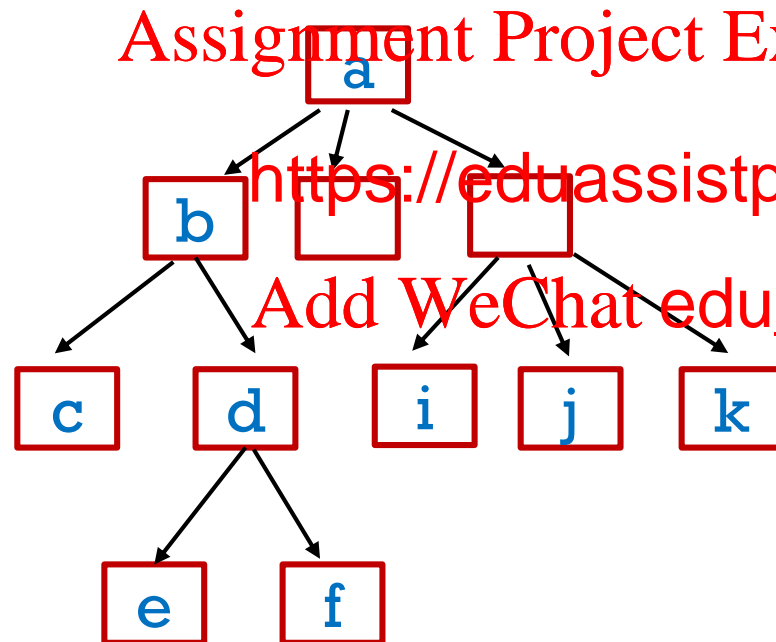 Assignment Project Ex
a
https://eduassistp
b
Add WeChat edu
c d i j k
e f